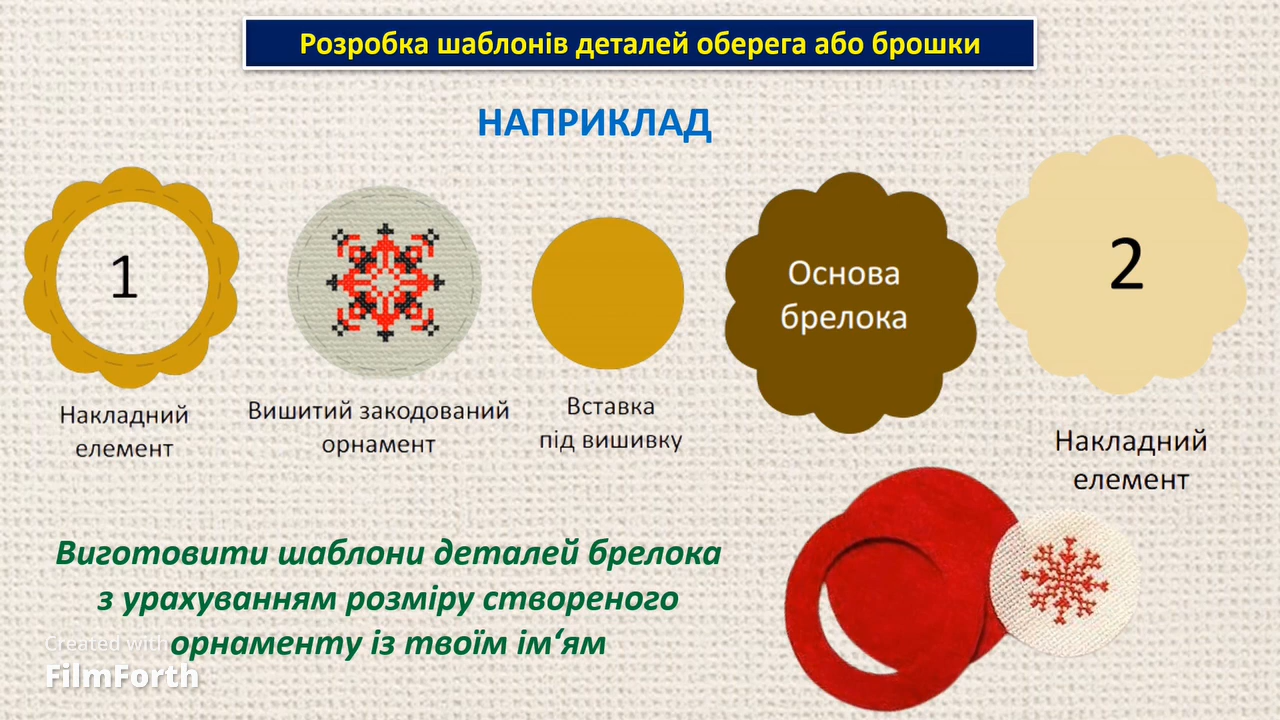 Розробка шаблонів деталей оберега або брошки
НАПРИКЛАД
1
Накладний
елемент
Вишитий закодований
орнамент
Вставка
під вишивку
Основа
брелока
2
Накладний
елемент
Виготовити шаблони деталей брелока
з урахуванням розміру створеного
орнаменту із твоїм ім‘ям
Created with
FilmForth